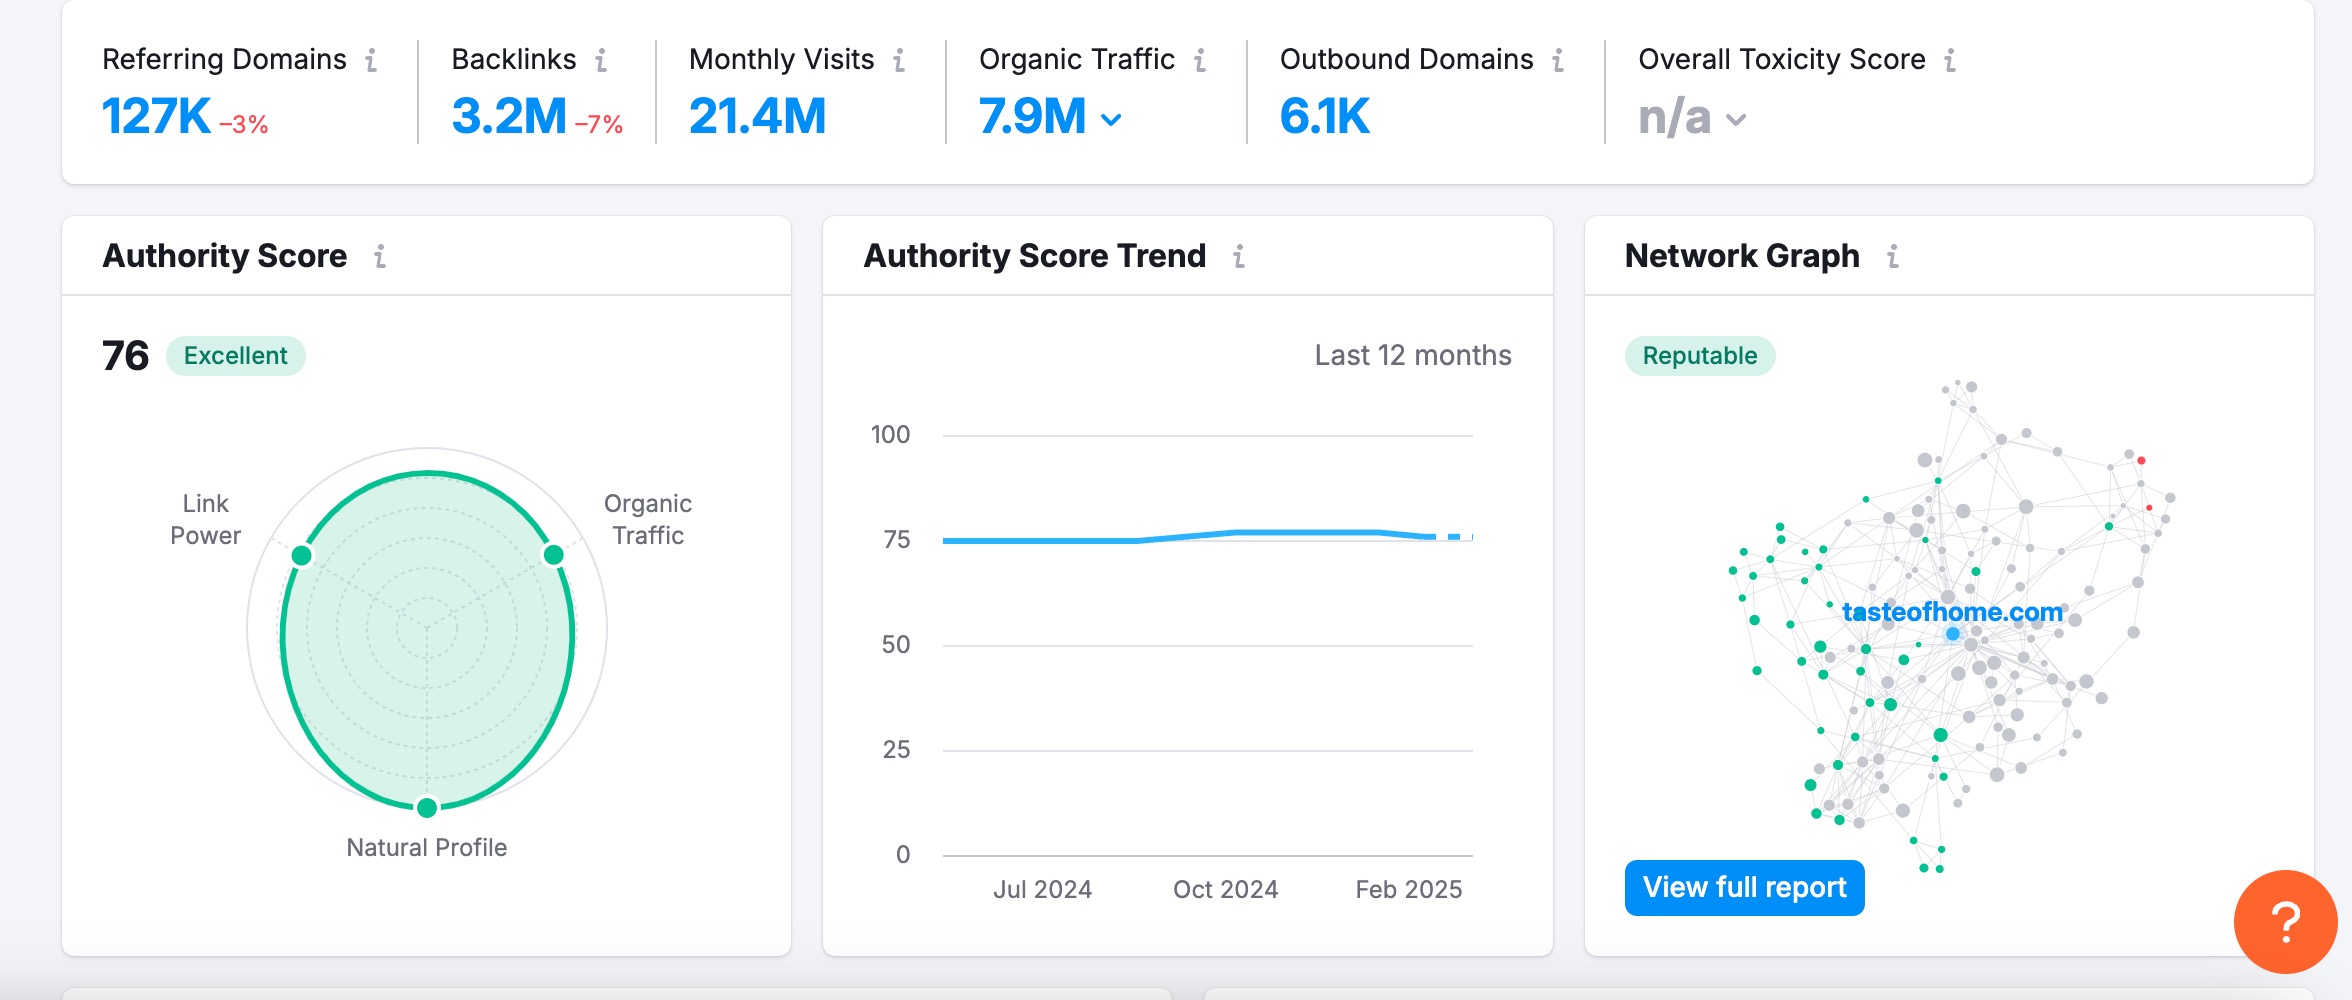 Referring Domains i
Backlinks i
Monthly Visits i
Organic Traffic i
Outbound Domains i
Overall Toxicity Score i
127K −3%
3.2M −7%
21.4M
7.9M
6.1K
n/a
Authority Score i
76 Excellent
Link
Power
Organic
Traffic
Natural Profile
Authority Score Trend i
Last 12 months
100
75
50
25
0
Jul 2024
Oct 2024
Feb 2025
Network Graph i
Reputable
tasteofhome.com
View full report
?